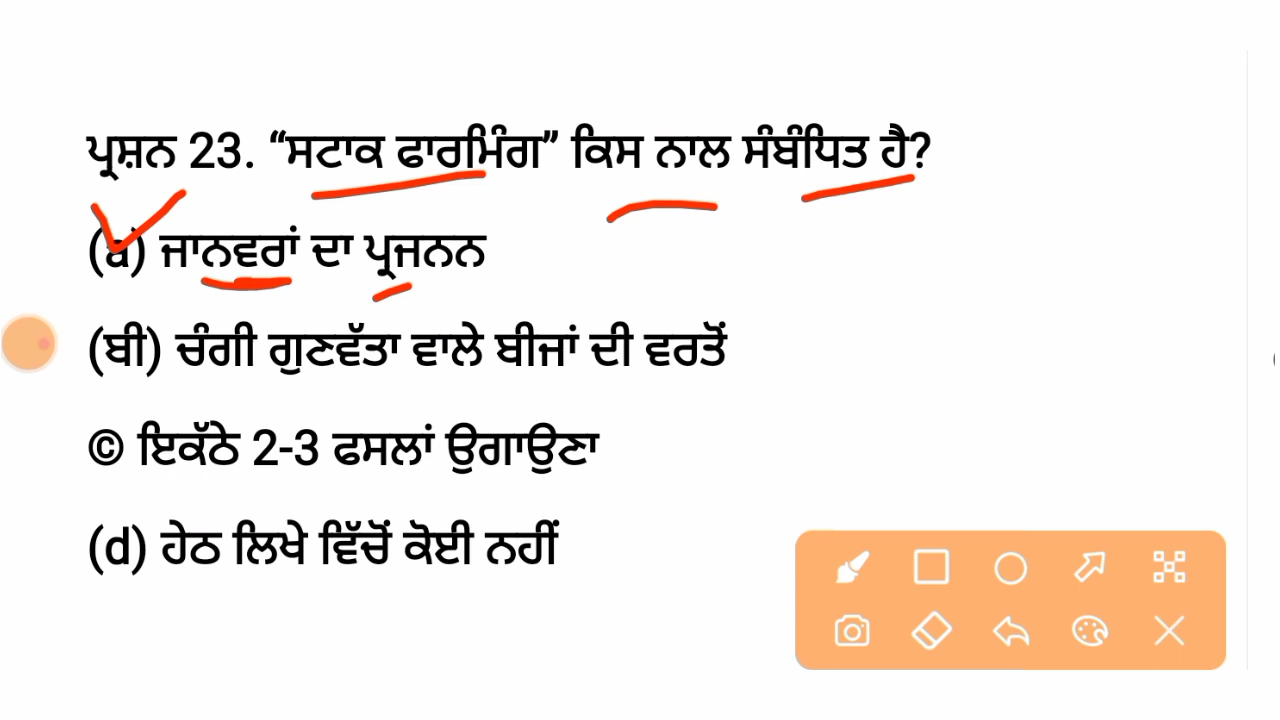 ਪ੍ਰਸ਼ਨ 23. “ਸਟਾਕ ਫਾਰਮਿੰਗ” ਕਿਸ ਨਾਲ ਸੰਬੰਧਿਤ ਹੈ?
(a) ਜਾਨਵਰਾਂ ਦਾ ਪ੍ਰਜਨਨ
(ਬੀ) ਚੰਗੀ ਗੁਣਵੱਤਾ ਵਾਲੇ ਬੀਜਾਂ ਦੀ ਵਰਤੋਂ
© ਇਕੱਠੇ 2-3 ਫਸਲਾਂ ਉਗਾਉਣਾ
(d) ਹੇਠ ਲਿਖੇ ਵਿੱਚੋਂ ਕੋਈ ਨਹੀਂ